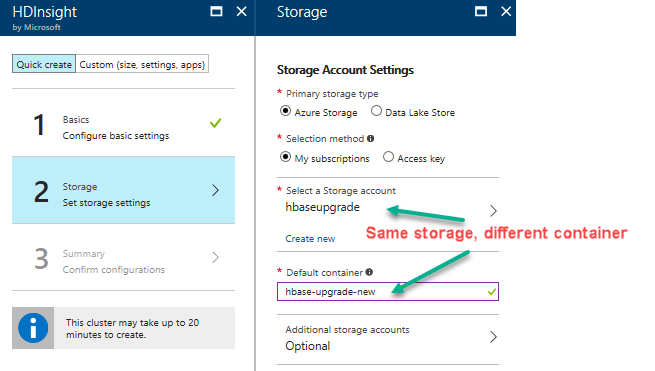 HDInsight
by Microsoft
Quick create
Custom (size, settings, apps)
1
Basics
Configure basic settings
2
Storage
Set storage settings
3
Summary
Confirm configurations
This cluster may take up to 20
minutes to create.
Storage
Storage Account Settings
* Primary storage type
Azure Storage
Data Lake Store
* Selection method
My subscriptions
Access key
* Select a Storage account
hbaseupgrade
Create new
Same storage, different container
* Default container
hbase-upgrade-new
Additional storage accounts
Optional